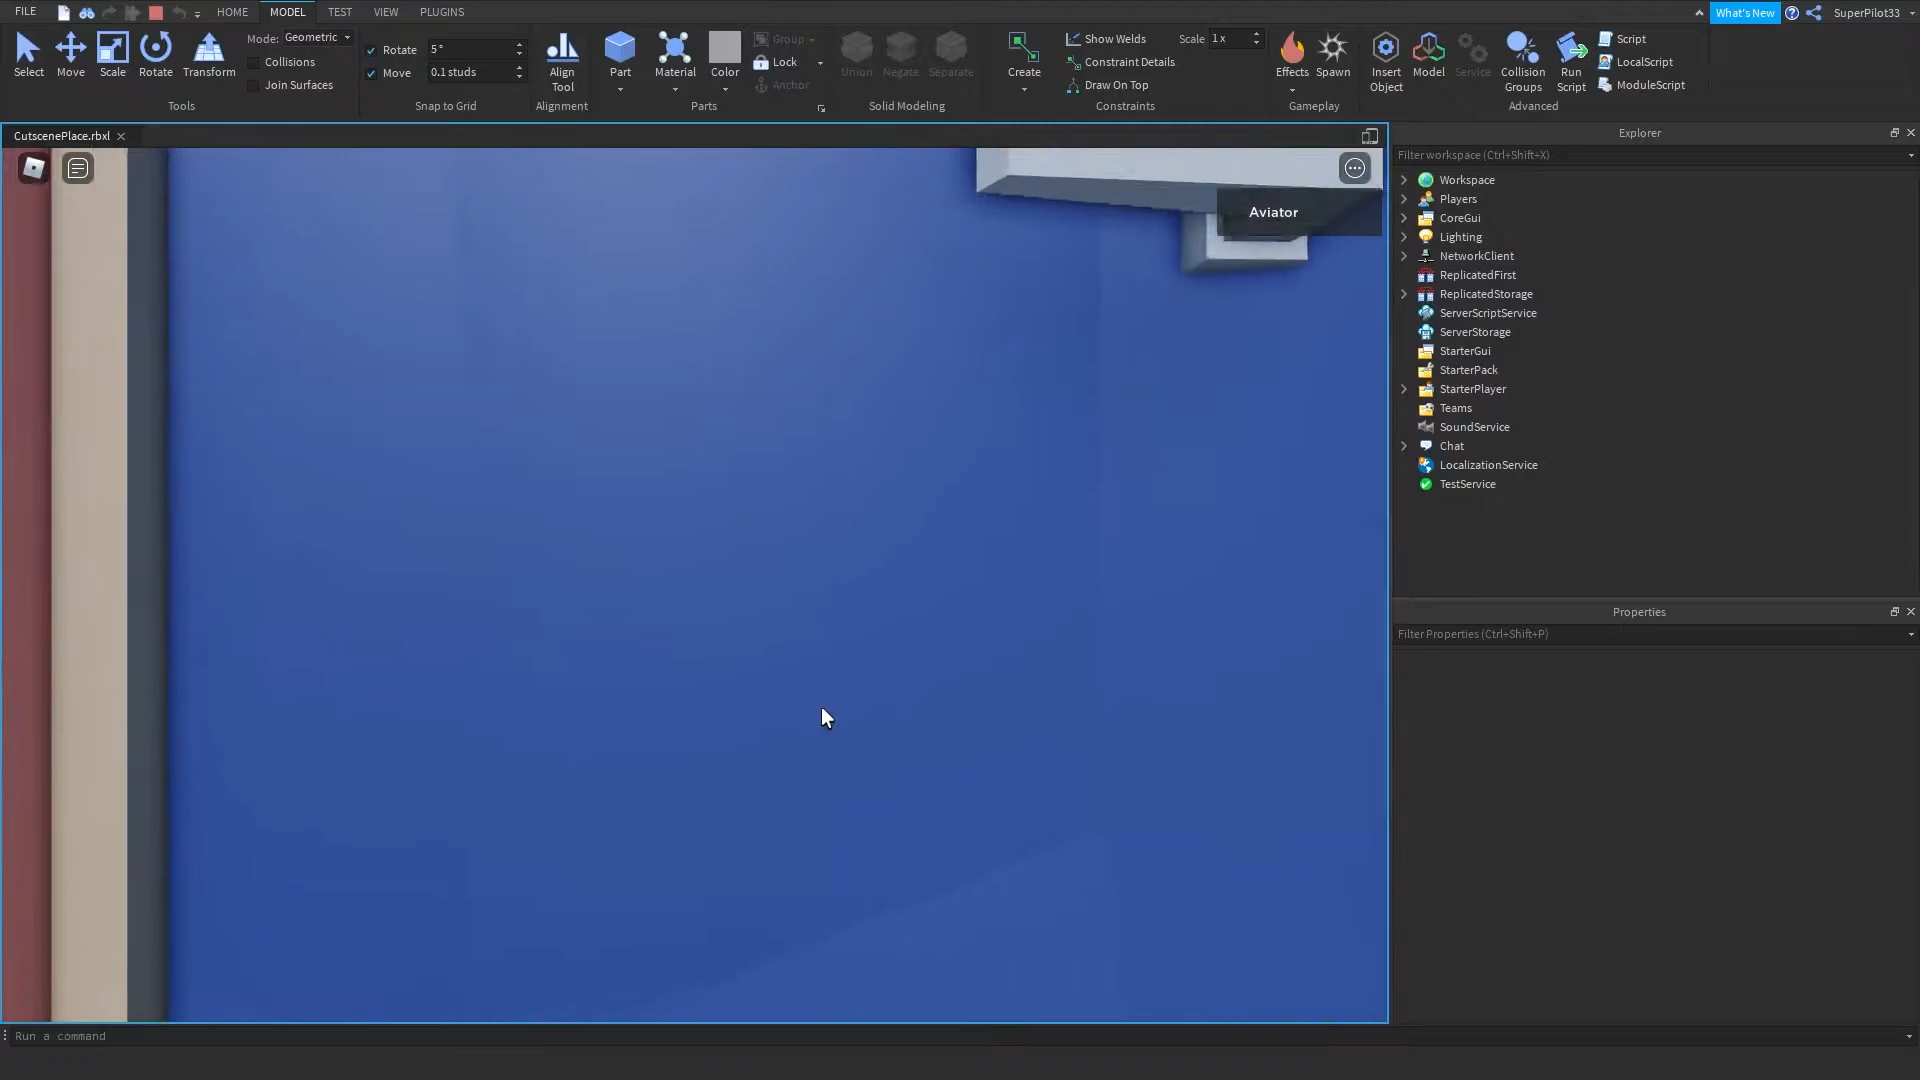 FILE HOME MODEL TEST VIEW PLUGINS What's New SuperPilot33
Select Move Scale Rotate Transform
Mode: Geometric
Collisions
Join Surfaces
Tools
Rotate 5°
Move 0.1 studs
Snap to Grid
Align Tool
Alignment
Part Material Color
Group
Lock
Anchor
Parts
Union Negate Separate
Solid Modeling
Create
Show Welds
Constraint Details
Draw On Top
Scale 1x
Constraints
Effects Spawn
Gameplay
Insert Object
Model
Service
Collision Groups
Run Script
Script
LocalScript
ModuleScript
Advanced
CutscenePlace.rbxl
Aviator
Explorer
Filter workspace (Ctrl+Shift+X)
Workspace
Players
CoreGui
Lighting
NetworkClient
ReplicatedFirst
ReplicatedStorage
ServerScriptService
ServerStorage
StarterGui
StarterPack
StarterPlayer
Teams
SoundService
Chat
LocalizationService
TestService
Properties
Filter Properties (Ctrl+Shift+P)
Run a command